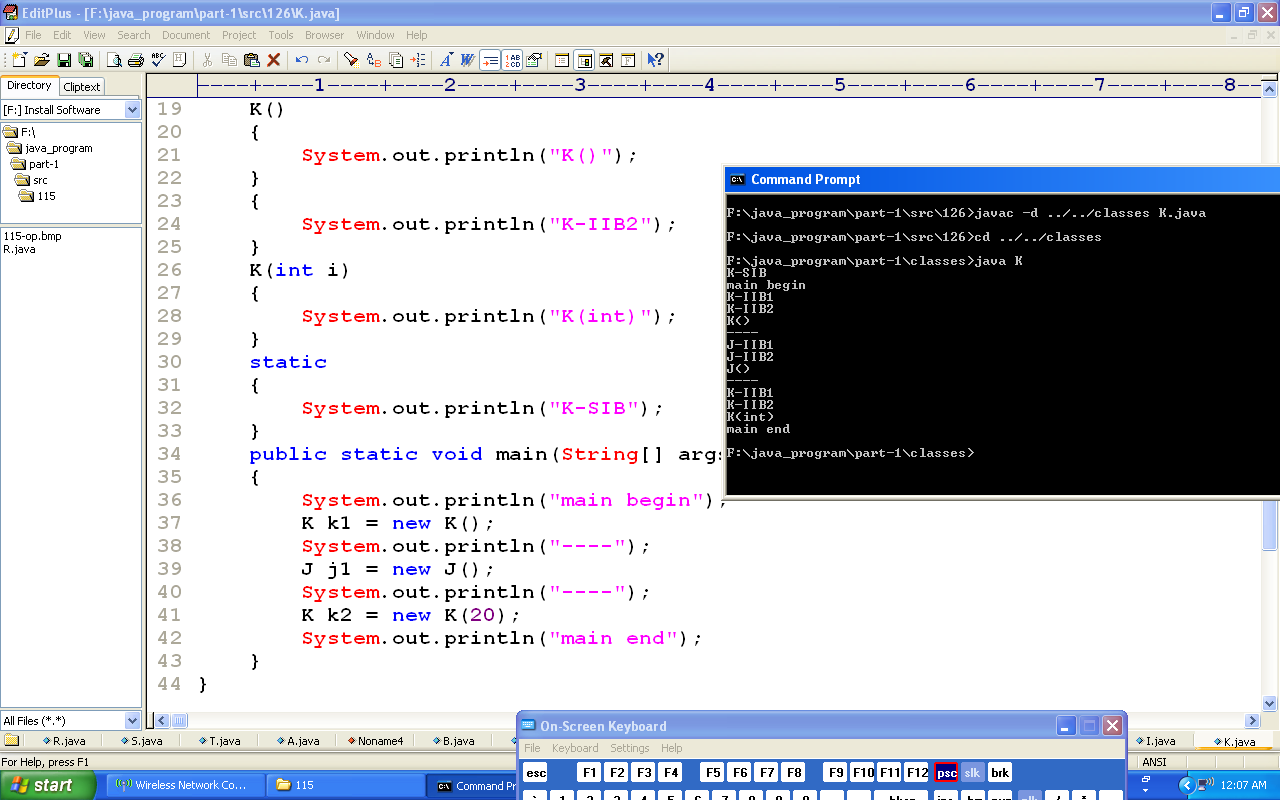 EditPlus - [F:\java_program\part-1\src\126\K.java]
File Edit View Search Document Project Tools Browser Window Help
Directory Cliptext
[F:] Install Software
F:\
java_program
part-1
src
115
115-op.bmp
R.java
All Files (*.*)
----+----1----+----2----+----3----+----4----+----5----+----6----+----7----+----8--
19 K()
20 {
21 System.out.println("K()");
22 }
23 {
24 System.out.println("K-IIB2");
25 }
26 K(int i)
27 {
28 System.out.println("K(int)");
29 }
30 static
31 {
32 System.out.println("K-SIB");
33 }
34 public static void main(String[] args
35 {
36 System.out.println("main begin");
37 K k1 = new K();
38 System.out.println("----");
39 J j1 = new J();
40 System.out.println("----");
41 K k2 = new K(20);
42 System.out.println("main end");
43 }
44 }
Command Prompt
F:\java_program\part-1\src\126>javac -d ../../classes K.java
F:\java_program\part-1\src\126>cd ../../classes
F:\java_program\part-1\classes>java K
K-SIB
main begin
K-IIB1
K-IIB2
K()
----
J-IIB1
J-IIB2
J()
----
K-IIB1
K-IIB2
K(int)
main end
F:\java_program\part-1\classes>
R.java S.java T.java A.java Noname4 B.java I.java K.java
For Help, press F1
ANSI
On-Screen Keyboard
File Keyboard Settings Help
esc F1 F2 F3 F4 F5 F6 F7 F8 F9 F10 F11 F12 psc slk brk
start Wireless Network Co... 115 Command Pr
12:07 AM